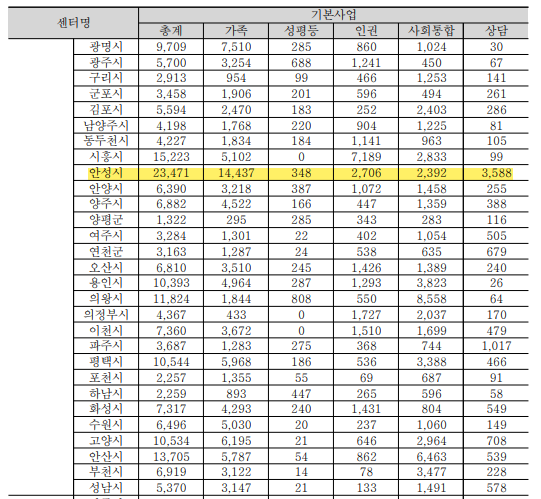 센터명 기본사업
총계 가족 성평등 인권 사회통합 상담
광명시 9,709 7,510 285 860 1,024 30
광주시 5,700 3,254 688 1,241 450 67
구리시 2,913 954 99 466 1,253 141
군포시 3,458 1,906 201 596 494 261
김포시 5,594 2,470 183 252 2,403 286
남양주시 4,198 1,768 220 904 1,225 81
동두천시 4,227 1,834 184 1,141 963 105
시흥시 15,223 5,102 0 7,189 2,833 99
안성시 23,471 14,437 348 2,706 2,392 3,588
안양시 6,390 3,218 387 1,072 1,458 255
양주시 6,882 4,522 166 447 1,359 388
양평군 1,322 295 285 343 283 116
여주시 3,284 1,301 22 402 1,054 505
연천군 3,163 1,287 24 538 635 679
오산시 6,810 3,510 245 1,426 1,389 240
용인시 10,393 4,964 287 1,293 3,823 26
의왕시 11,824 1,844 808 550 8,558 64
의정부시 4,367 433 0 1,727 2,037 170
이천시 7,360 3,672 0 1,510 1,699 479
파주시 3,687 1,283 275 368 744 1,017
평택시 10,544 5,968 186 536 3,388 466
포천시 2,257 1,355 55 69 687 91
하남시 2,259 893 447 265 596 58
화성시 7,317 4,293 240 1,431 804 549
수원시 6,496 5,030 20 237 1,060 149
고양시 10,534 6,195 21 646 2,964 708
안산시 13,705 5,787 54 862 6,463 539
부천시 6,919 3,122 14 78 3,477 228
성남시 5,370 3,147 21 133 1,491 578